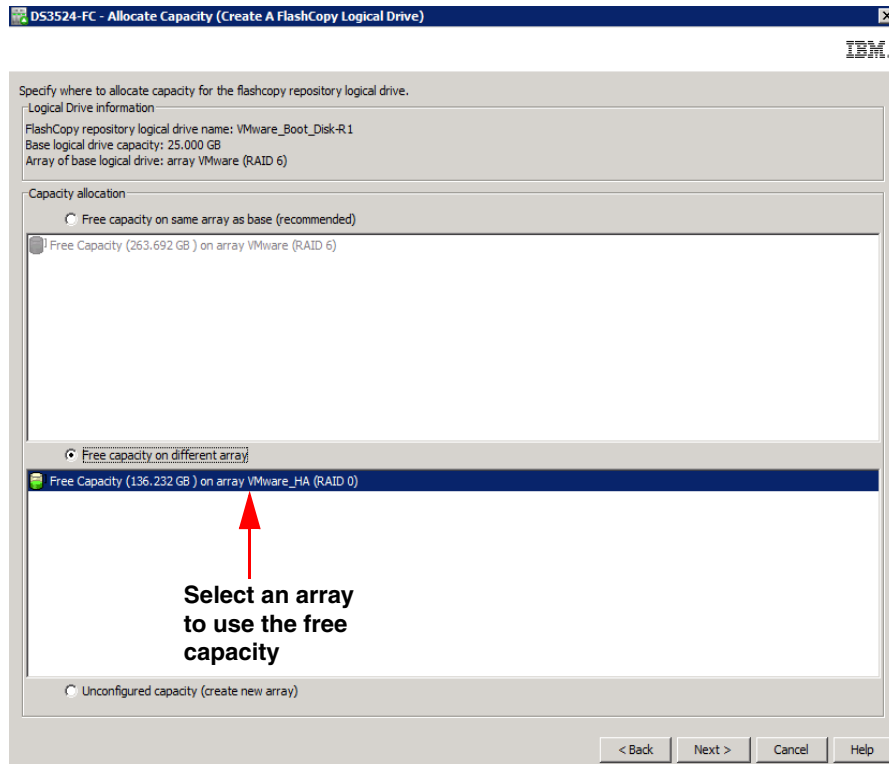 DS3524-FC - Allocate Capacity (Create A FlashCopy Logical Drive)
IBM.
Specify where to allocate capacity for the flashcopy repository logical drive.
Logical Drive information
FlashCopy repository logical drive name: VMware_Boot_Disk-R1
Base logical drive capacity: 25.000 GB
Array of base logical drive: array VMware (RAID 6)
Capacity allocation
Free capacity on same array as base (recommended)
Free Capacity (263.692 GB ) on array VMware (RAID 6)
Free capacity on different array
Free Capacity (136.232 GB ) on array VMware_HA (RAID 0)
Select an array
to use the free
capacity
Unconfigured capacity (create new array)
< Back Next > Cancel Help